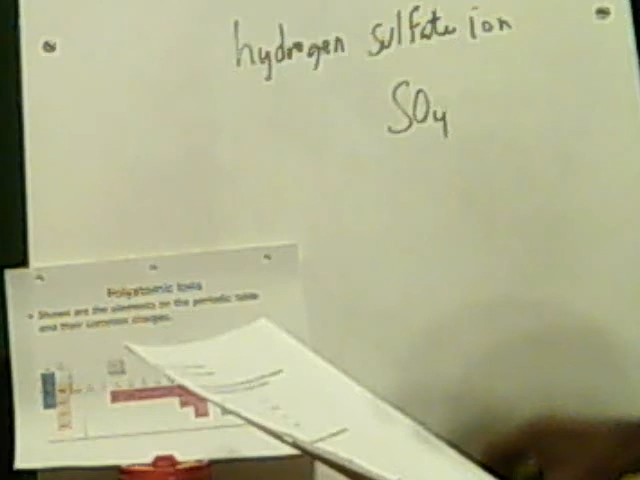 hydrogen sulfate ion
SO4
Polyatomic Ions
Shown are the elements on the periodic table
and their common charges.